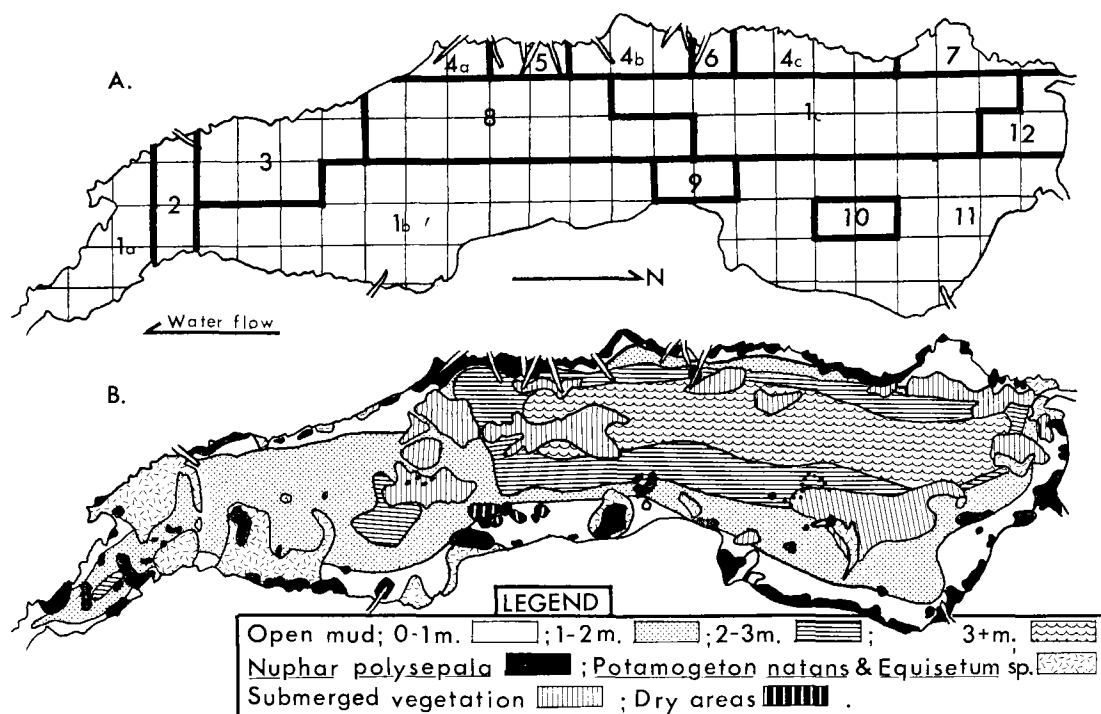 A.
4a 5 4b 6 4c 7
8 1c 12
3
2 9
1b 10 11
1a
N
Water flow
B.
LEGEND
Open mud; 0-1m. ; 1-2m. ; 2-3m. ; 3+m.
Nuphar polysepala ; Potamogeton natans & Equisetum sp.
Submerged vegetation ; Dry areas .